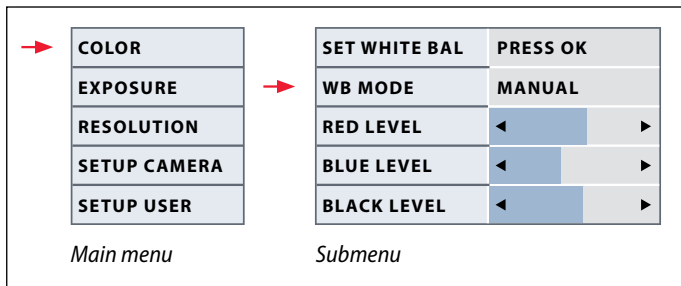 COLOR
EXPOSURE
RESOLUTION
SETUP CAMERA
SETUP USER
Main menu
SET WHITE BAL PRESS OK
WB MODE MANUAL
RED LEVEL
BLUE LEVEL
BLACK LEVEL
Submenu